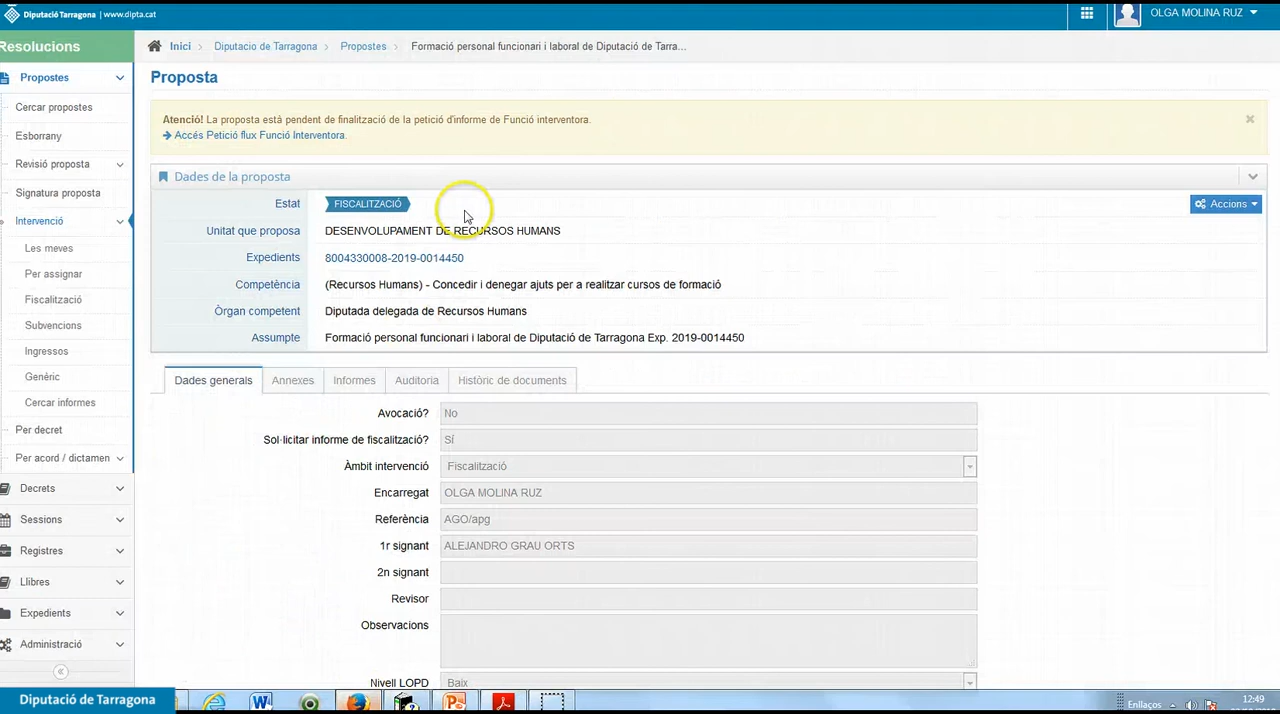 Diputació Tarragona | www.dipta.cat
OLGA MOLINA RUZ
Resolucions
Inici
Diputacio de Tarragona
Propostes
Formació personal funcionari i laboral de Diputació de Tarra...
Propostes
Cercar propostes
Esborrany
Revisió proposta
Signatura proposta
Intervenció
Les meves
Per assignar
Fiscalització
Subvencions
Ingressos
Genèric
Cercar informes
Per decret
Per acord / dictamen
Decrets
Sessions
Registres
Llibres
Expedients
Administració
Proposta
Atenció! La proposta està pendent de finalització de la petició d'informe de Funció interventora.
Accés Petició flux Funció Interventora.
Dades de la proposta
Estat FISCALITZACIÓ
Accions
Unitat que proposa DESENVOLUPAMENT DE RECURSOS HUMANS
Expedients 8004330008-2019-0014450
Competència (Recursos Humans) - Concedir i denegar ajuts per a realitzar cursos de formació
Òrgan competent Diputada delegada de Recursos Humans
Assumpte Formació personal funcionari i laboral de Diputació de Tarragona Exp. 2019-0014450
Dades generals Annexes Informes Auditoria Històric de documents
Avocació? No
Sol·licitar informe de fiscalització? Sí
Àmbit intervenció Fiscalització
Encarregat OLGA MOLINA RUZ
Referència AGO/apg
1r signant ALEJANDRO GRAU ORTS
2n signant
Revisor
Observacions
Nivell LOPD Baix
Diputació de Tarragona
Enllaços
12:49